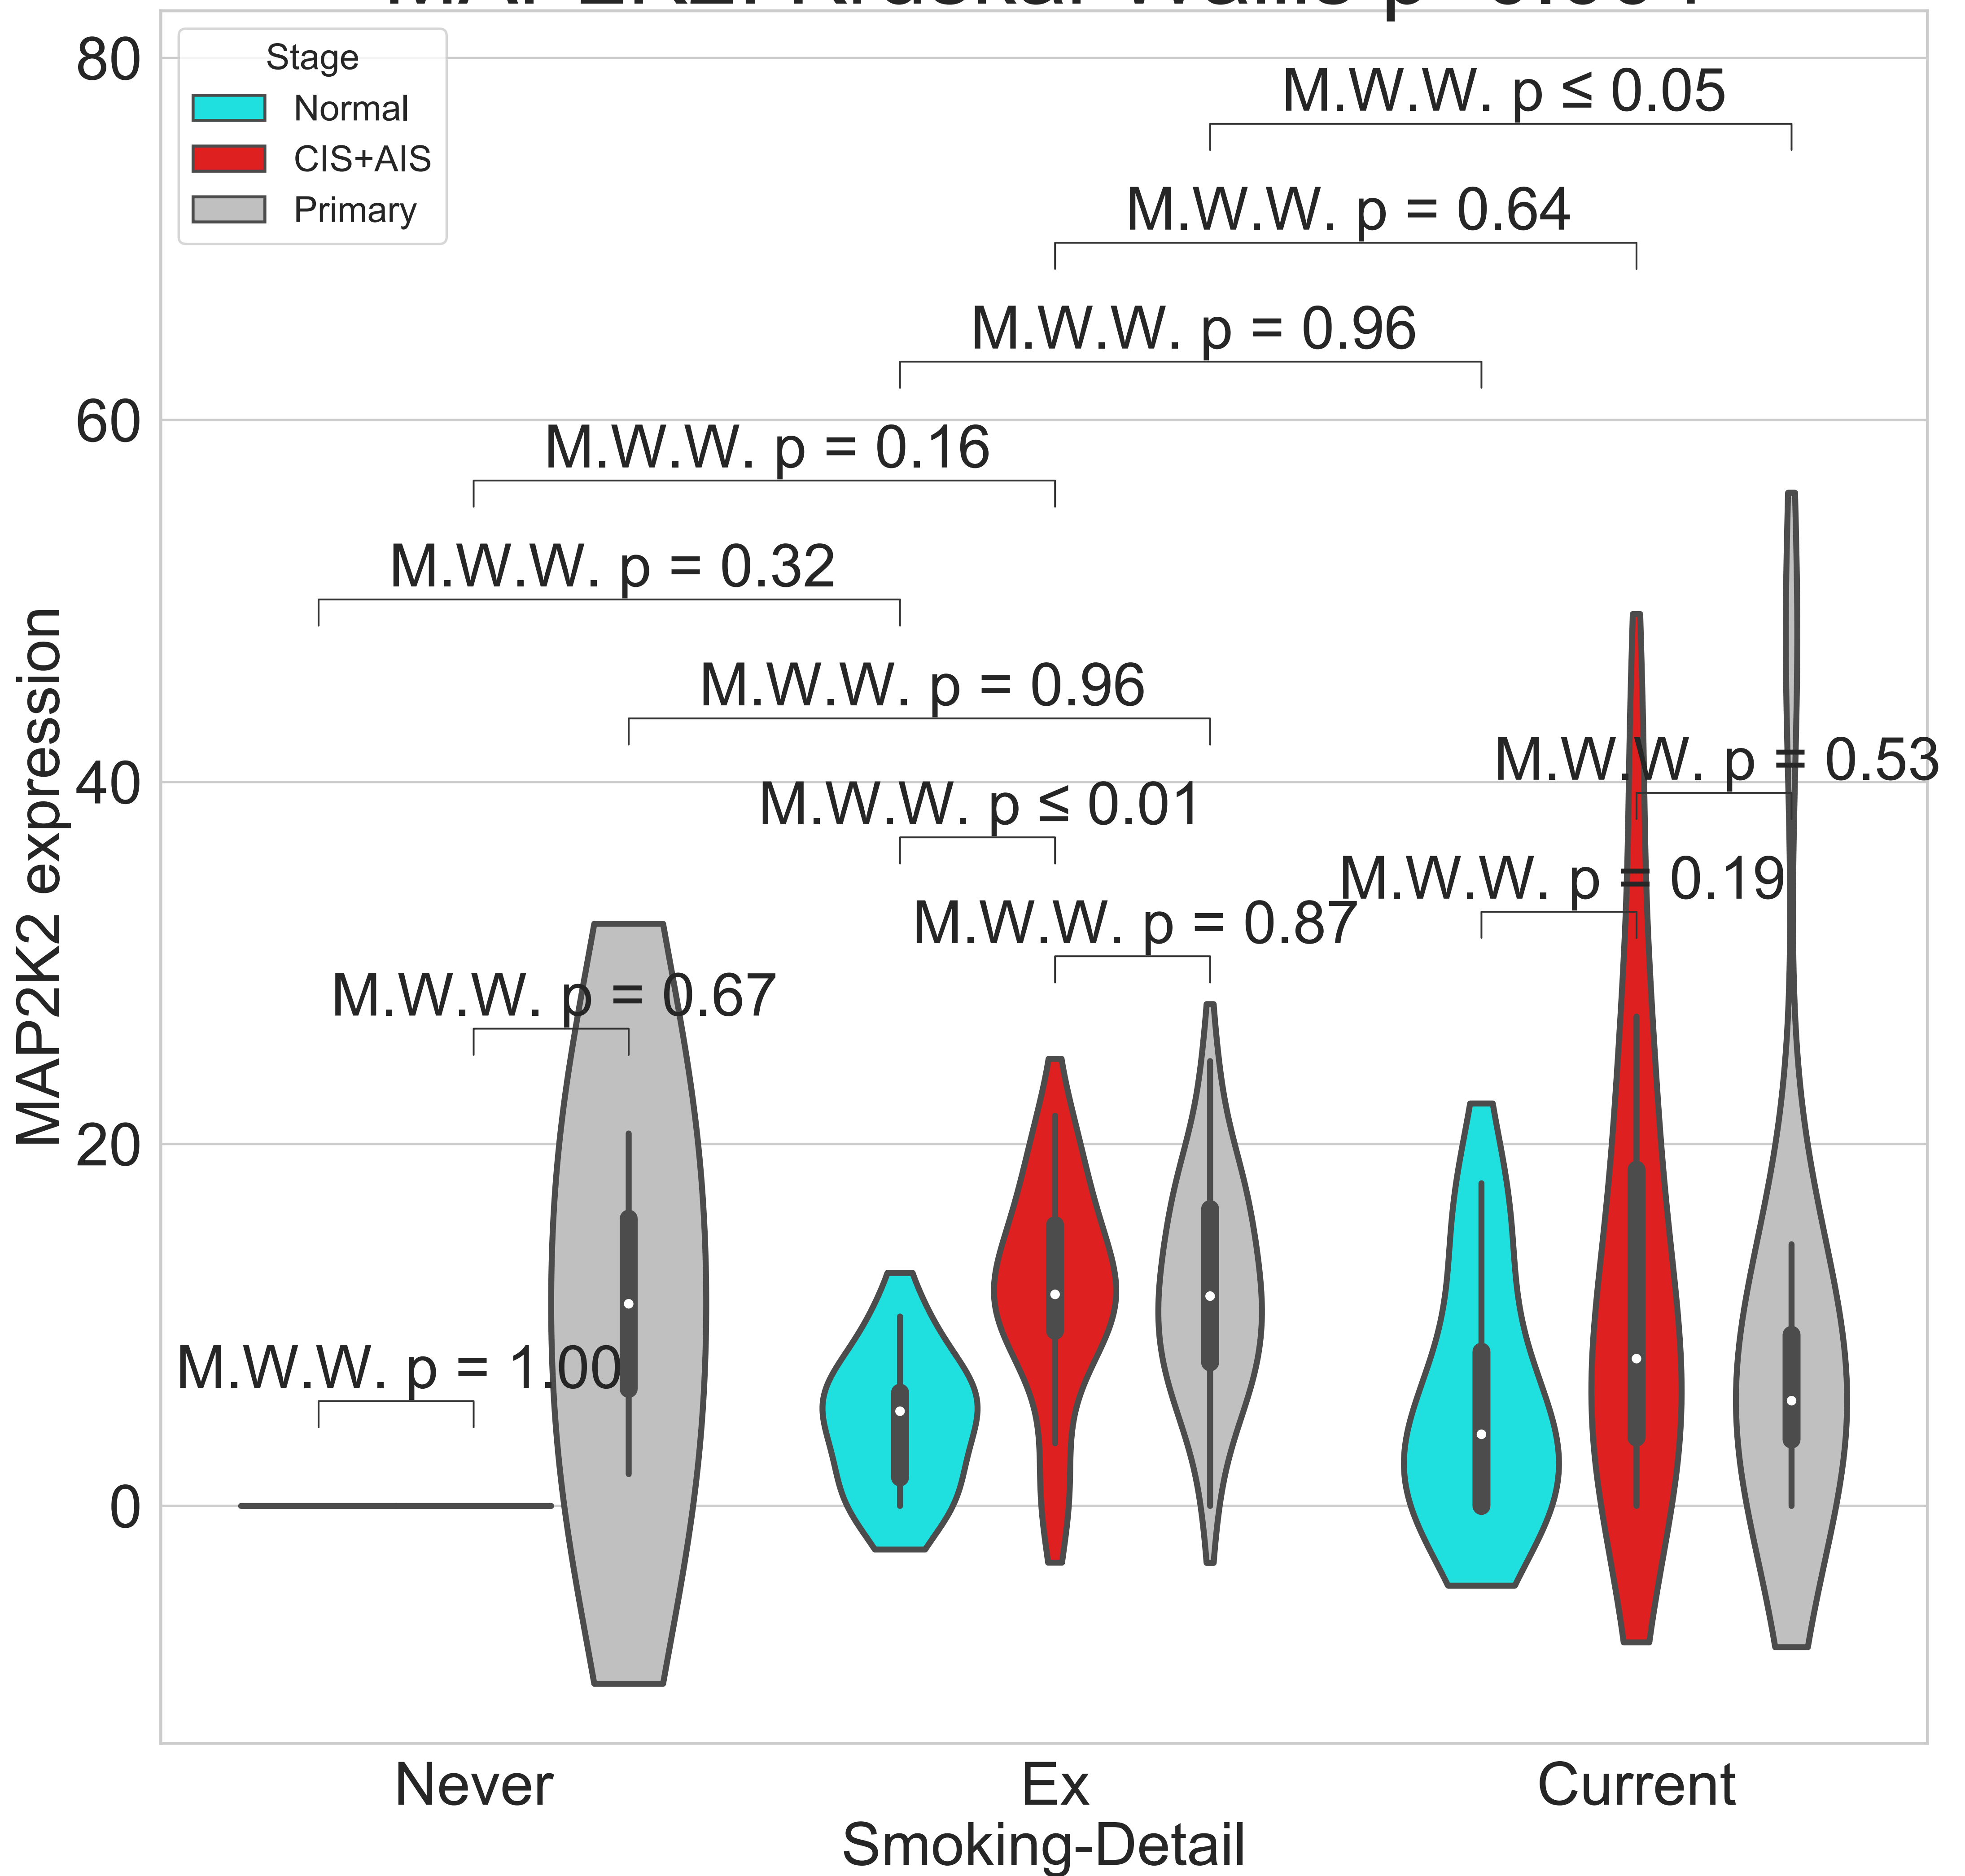 80
Stage
Normal
CIS+AIS
Primary
M.W.W. p ≤ 0.05
M.W.W. p = 0.64
M.W.W. p = 0.96
60
M.W.W. p = 0.16
M.W.W. p = 0.32
M.W.W. p = 0.96
M.W.W. p = 0.53
40
M.W.W. p ≤ 0.01
M.W.W. p = 0.19
M.W.W. p = 0.87
M.W.W. p = 0.67
20
M.W.W. p = 1.00
0
MAP2K2 expression
Never Ex Current
Smoking-Detail